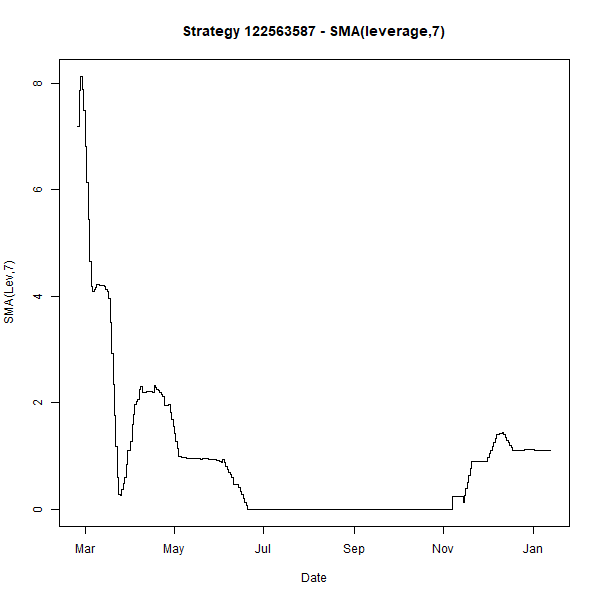 Strategy 122563587 - SMA(leverage,7)
SMA(Lev,7)
8
6
4
2
0
Mar May Jul Sep Nov Jan
Date